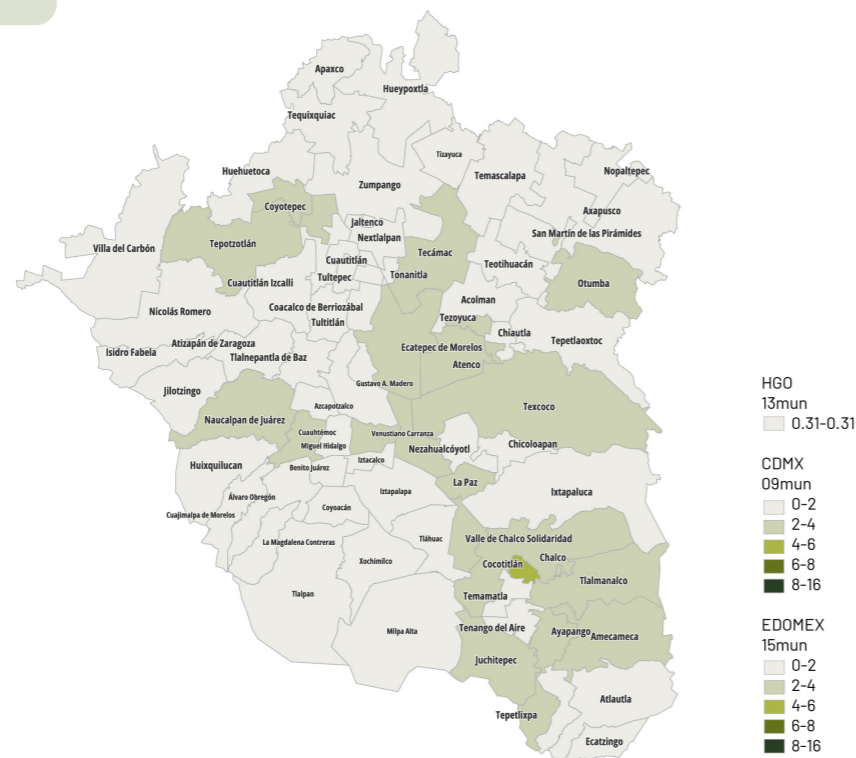 Apaxco
Hueypoxtla
Tequixquiac
Tizayuca
Huehuetoca
Temascalapa
Nopaltepec
Zumpango
Coyotepec
Axapusco
Jaltenco
San Martín de las Pirámides
Nextlalpan
Villa del Carbón
Tepotzotlán
Tecámac
Cuautitlán
Teotihuacán
Tultepec
Tonanitla
Cuautitlán Izcalli
Otumba
Acolman
Nicolás Romero
Coacalco de Berriozábal
Tezoyuca
Tultitlán
Chiautla
Tepetlaoxtoc
Atizapán de Zaragoza
Ecatepec de Morelos
Isidro Fabela
Tlalnepantla de Baz
Atenco
Gustavo A. Madero
Jilotzingo
Azcapotzalco
Texcoco
Naucalpan de Juárez
Cuauhtémoc
Venustiano Carranza
Miguel Hidalgo
Chicoloapan
Nezahualcóyotl
Iztacalco
Huixquilucan
Benito Juárez
La Paz
Iztapalapa
Ixtapaluca
Álvaro Obregón
Coyoacán
Cuajimalpa de Morelos
Tláhuac
Valle de Chalco Solidaridad
La Magdalena Contreras
Chalco
Xochimilco
Cocotitlán
Tlalmanalco
Tlalpan
Temamatla
Milpa Alta
Tenango del Aire
Ayapango
Amecameca
Juchitepec
Atlautla
Tepetlixpa
Ecatzingo
HGO
13mun
0.31-0.31
CDMX
09mun
0-2
2-4
4-6
6-8
8-16
EDOMEX
15mun
0-2
2-4
4-6
6-8
8-16